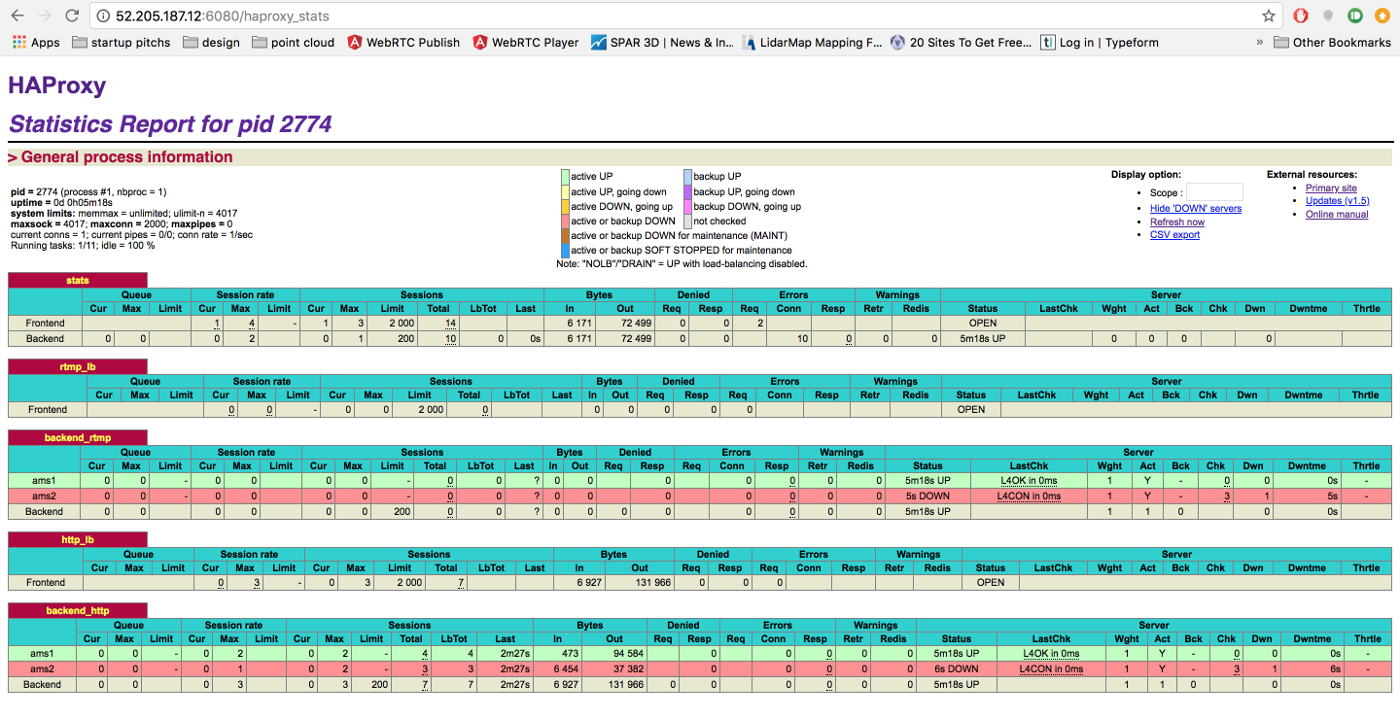 52.205.187.12:6080/haproxy_stats
Apps startup pitchs design point cloud WebRTC Publish WebRTC Player SPAR 3D | News & In... LidarMap Mapping F... 20 Sites To Get Free... Log in | Typeform » Other Bookmarks
HAProxy
Statistics Report for pid 2774
> General process information
pid = 2774 (process #1, nbproc = 1)
uptime = 0d 0h05m18s
system limits: memmax = unlimited; ulimit-n = 4017
maxsock = 4017; maxconn = 2000; maxpipes = 0
current conns = 1; current pipes = 0/0; conn rate = 1/sec
Running tasks: 1/11; idle = 100 %
active UP backup UP
active UP, going down backup UP, going down
active DOWN, going up backup DOWN, going up
active or backup DOWN not checked
active or backup DOWN for maintenance (MAINT)
active or backup SOFT STOPPED for maintenance
Note: "NOLB"/"DRAIN" = UP with load-balancing disabled.
Display option:
• Scope :
• Hide 'DOWN' servers
• Refresh now
• CSV export
External resources:
• Primary site
• Updates (v1.5)
• Online manual
stats
Queue Session rate Sessions Bytes Denied Errors Warnings Server
Cur Max Limit Cur Max Limit Cur Max Limit Total LbTot Last In Out Req Resp Req Conn Resp Retr Redis Status LastChk Wght Act Bck Chk Dwn Dwntme Thrtle
Frontend 1 4 - 1 3 2 000 14 6 171 72 499 0 0 2 OPEN
Backend 0 0 0 2 0 1 200 10 0 0s 6 171 72 499 0 0 10 0 0 0 5m18s UP 0 0 0 0
rtmp_lb
Queue Session rate Sessions Bytes Denied Errors Warnings Server
Cur Max Limit Cur Max Limit Cur Max Limit Total LbTot Last In Out Req Resp Req Conn Resp Retr Redis Status LastChk Wght Act Bck Chk Dwn Dwntme Thrtle
Frontend 0 0 - 0 0 2 000 0 0 0 0 0 0 OPEN
backend_rtmp
Queue Session rate Sessions Bytes Denied Errors Warnings Server
Cur Max Limit Cur Max Limit Cur Max Limit Total LbTot Last In Out Req Resp Req Conn Resp Retr Redis Status LastChk Wght Act Bck Chk Dwn Dwntme Thrtle
ams1 0 0 - 0 0 0 0 - 0 0 ? 0 0 0 0 0 0 0 5m18s UP L4OK in 0ms 1 Y - 0 0 0s -
ams2 0 0 - 0 0 0 0 - 0 0 ? 0 0 0 0 0 0 0 5s DOWN L4CON in 0ms 1 Y - 3 1 5s -
Backend 0 0 0 0 0 0 200 0 0 ? 0 0 0 0 0 0 0 0 5m18s UP 1 1 0 0 0s
http_lb
Queue Session rate Sessions Bytes Denied Errors Warnings Server
Cur Max Limit Cur Max Limit Cur Max Limit Total LbTot Last In Out Req Resp Req Conn Resp Retr Redis Status LastChk Wght Act Bck Chk Dwn Dwntme Thrtle
Frontend 0 3 - 0 3 2 000 7 6 927 131 966 0 0 0 OPEN
backend_http
Queue Session rate Sessions Bytes Denied Errors Warnings Server
Cur Max Limit Cur Max Limit Cur Max Limit Total LbTot Last In Out Req Resp Req Conn Resp Retr Redis Status LastChk Wght Act Bck Chk Dwn Dwntme Thrtle
ams1 0 0 - 0 2 0 2 - 4 4 2m27s 473 94 584 0 0 0 0 0 5m18s UP L4OK in 0ms 1 Y - 0 0 0s -
ams2 0 0 - 0 1 0 2 - 3 3 2m27s 6 454 37 382 0 0 0 0 0 6s DOWN L4CON in 0ms 1 Y - 3 1 6s -
Backend 0 0 0 3 0 3 200 7 7 2m27s 6 927 131 966 0 0 0 0 0 0 5m18s UP 1 1 0 0 0s